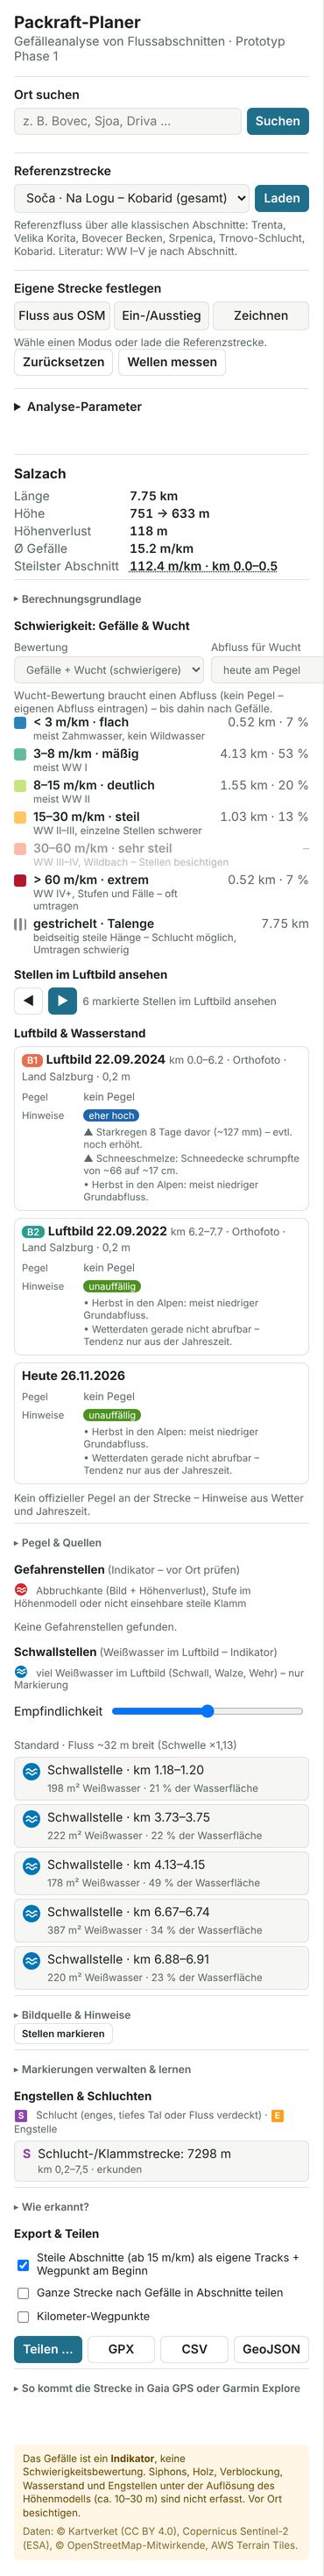 Packraft-Planer
Gefälleanalyse von Flussabschnitten · Prototyp
Phase 1
Ort suchen
z. B. Bovec, Sjoa, Driva ...
Suchen
Referenzstrecke
Soča · Na Logu – Kobarid (gesamt)
Laden
Referenzfluss über alle klassischen Abschnitte: Trenta,
Velika Korita, Bovecer Becken, Srpenica, Trnovo-Schlucht,
Kobarid. Literatur: WW I–V je nach Abschnitt.
Eigene Strecke festlegen
Fluss aus OSM
Ein-/Ausstieg
Zeichnen
Wähle einen Modus oder lade die Referenzstrecke.
Zurücksetzen
Wellen messen
▶ Analyse-Parameter
Salzach
Länge 7.75 km
Höhe 751 → 633 m
Höhenverlust 118 m
Ø Gefälle 15.2 m/km
Steilster Abschnitt 112.4 m/km · km 0.0–0.5
▸ Berechnungsgrundlage
Schwierigkeit: Gefälle & Wucht
Bewertung Abfluss für Wucht
Gefälle + Wucht (schwierigere) heute am Pegel
Wucht-Bewertung braucht einen Abfluss (kein Pegel –
eigenen Abfluss eintragen) – bis dahin nach Gefälle.
< 3 m/km · flach 0.52 km · 7 %
meist Zahmwasser, kein Wildwasser
3–8 m/km · mäßig 4.13 km · 53 %
meist WW I
8–15 m/km · deutlich 1.55 km · 20 %
meist WW II
15–30 m/km · steil 1.03 km · 13 %
WW II–III, einzelne Stellen schwerer
30–60 m/km · sehr steil –
WW III–IV, Wildbach – Stellen besichtigen
> 60 m/km · extrem 0.52 km · 7 %
WW IV+, Stufen und Fälle – oft
umtragen
gestrichelt · Talenge 7.75 km
beidseitig steile Hänge – Schlucht möglich,
Umtragen schwierig
Stellen im Luftbild ansehen
◀ ▶ 6 markierte Stellen im Luftbild ansehen
Luftbild & Wasserstand
B1 Luftbild 22.09.2024 km 0.0–6.2 · Orthofoto ·
Land Salzburg · 0,2 m
Pegel kein Pegel
Hinweise eher hoch
▲ Starkregen 8 Tage davor (~127 mm) – evtl.
noch erhöht.
▲ Schneeschmelze: Schneedecke schrumpfte
von ~66 auf ~17 cm.
• Herbst in den Alpen: meist niedriger
Grundabfluss.
B2 Luftbild 22.09.2022 km 6.2–7.7 · Orthofoto ·
Land Salzburg · 0,2 m
Pegel kein Pegel
Hinweise unauffällig
• Herbst in den Alpen: meist niedriger
Grundabfluss.
• Wetterdaten gerade nicht abrufbar –
Tendenz nur aus der Jahreszeit.
Heute 26.11.2026
Pegel kein Pegel
Hinweise unauffällig
• Herbst in den Alpen: meist niedriger
Grundabfluss.
• Wetterdaten gerade nicht abrufbar –
Tendenz nur aus der Jahreszeit.
Kein offizieller Pegel an der Strecke – Hinweise aus Wetter
und Jahreszeit.
▸ Pegel & Quellen
Gefahrenstellen (Indikator – vor Ort prüfen)
Abbruchkante (Bild + Höhenverlust), Stufe im
Höhenmodell oder nicht einsehbare steile Klamm
Keine Gefahrenstellen gefunden.
Schwallstellen (Weißwasser im Luftbild – Indikator)
viel Weißwasser im Luftbild (Schwall, Walze, Wehr) – nur
Markierung
Empfindlichkeit
Standard · Fluss ~32 m breit (Schwelle ×1,13)
Schwallstelle · km 1.18–1.20
198 m² Weißwasser · 21 % der Wasserfläche
Schwallstelle · km 3.73–3.75
222 m² Weißwasser · 22 % der Wasserfläche
Schwallstelle · km 4.13–4.15
178 m² Weißwasser · 49 % der Wasserfläche
Schwallstelle · km 6.67–6.74
387 m² Weißwasser · 34 % der Wasserfläche
Schwallstelle · km 6.88–6.91
220 m² Weißwasser · 23 % der Wasserfläche
▸ Bildquelle & Hinweise
Stellen markieren
▸ Markierungen verwalten & lernen
Engstellen & Schluchten
S Schlucht (enges, tiefes Tal oder Fluss verdeckt) · E
Engstelle
S Schlucht-/Klammstrecke: 7298 m
km 0,2–7,5 · erkunden
▸ Wie erkannt?
Export & Teilen
Steile Abschnitte (ab 15 m/km) als eigene Tracks +
Wegpunkt am Beginn
Ganze Strecke nach Gefälle in Abschnitte teilen
Kilometer-Wegpunkte
Teilen ...
GPX
CSV
GeoJSON
▸ So kommt die Strecke in Gaia GPS oder Garmin Explore
Das Gefälle ist ein Indikator, keine
Schwierigkeitsbewertung. Siphons, Holz, Verblockung,
Wasserstand und Engstellen unter der Auflösung des
Höhenmodells (ca. 10–30 m) sind nicht erfasst. Vor Ort
besichtigen.
Daten: © Kartverket (CC BY 4.0), Copernicus Sentinel-2
(ESA), © OpenStreetMap-Mitwirkende, AWS Terrain Tiles.